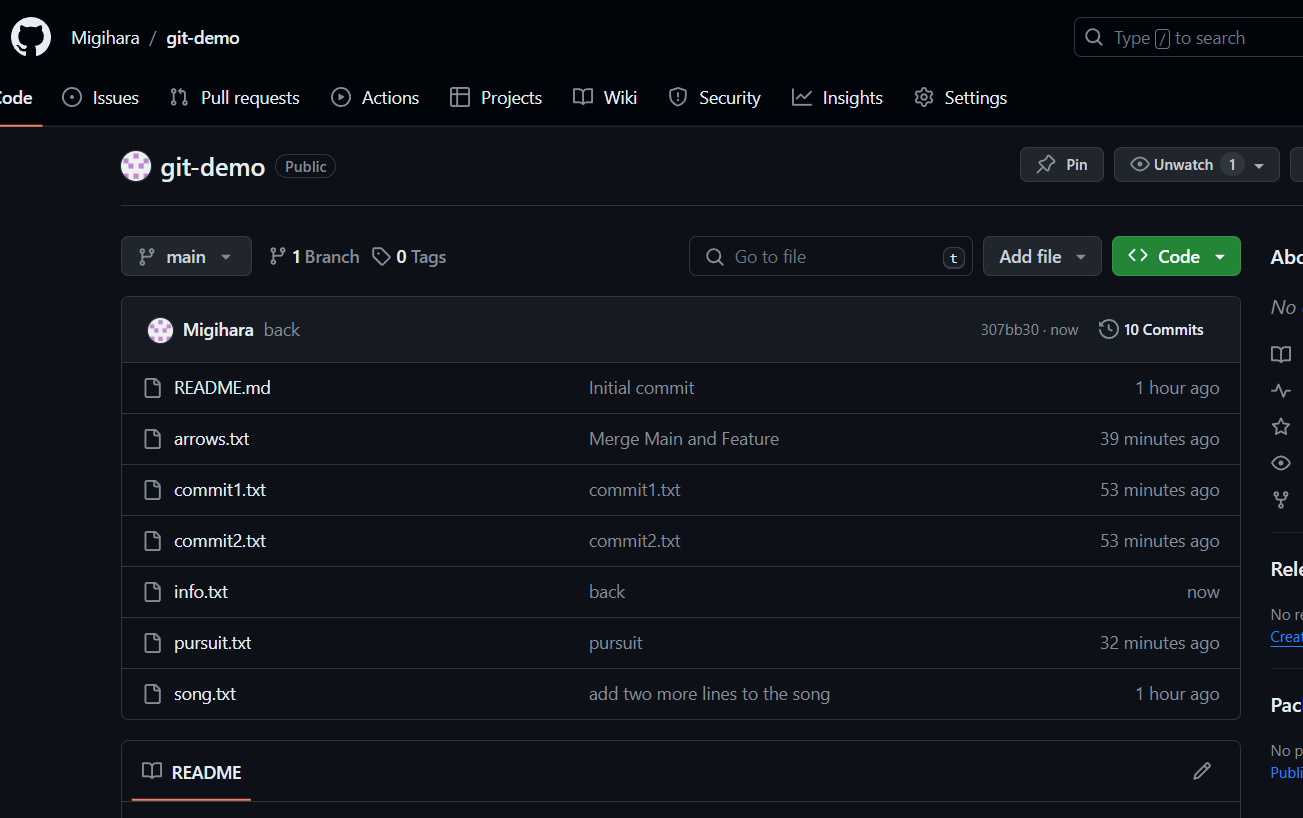 Migihara / git-demo
Type / to search
Code Issues Pull requests Actions Projects Wiki Security Insights Settings
git-demo Public
Pin Unwatch 1
main 1 Branch 0 Tags Go to file t Add file Code
Migihara back 307bb30 · now 10 Commits
README.md Initial commit 1 hour ago
arrows.txt Merge Main and Feature 39 minutes ago
commit1.txt commit1.txt 53 minutes ago
commit2.txt commit2.txt 53 minutes ago
info.txt back now
pursuit.txt pursuit 32 minutes ago
song.txt add two more lines to the song 1 hour ago
README
No
No
No